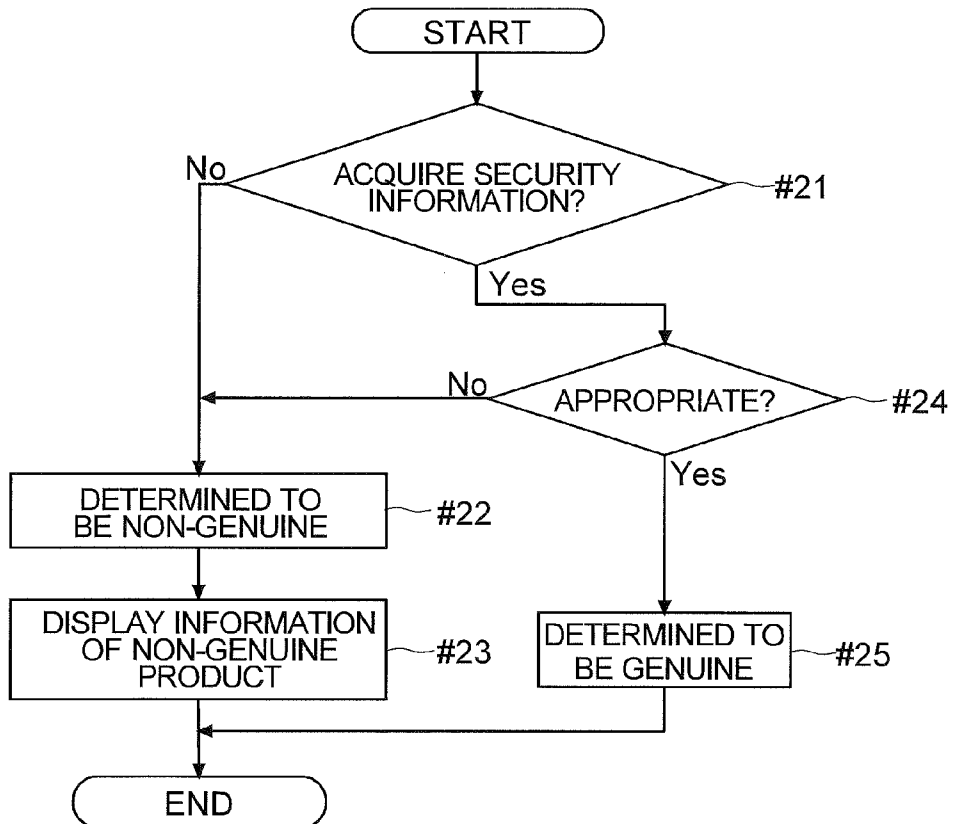 START
No
ACQUIRE SECURITY
INFORMATION?
#21
Yes
No
APPROPRIATE?
#24
Yes
DETERMINED TO
BE NON-GENUINE
#22
DISPLAY INFORMATION
OF NON-GENUINE
PRODUCT
#23
DETERMINED TO
BE GENUINE
#25
END